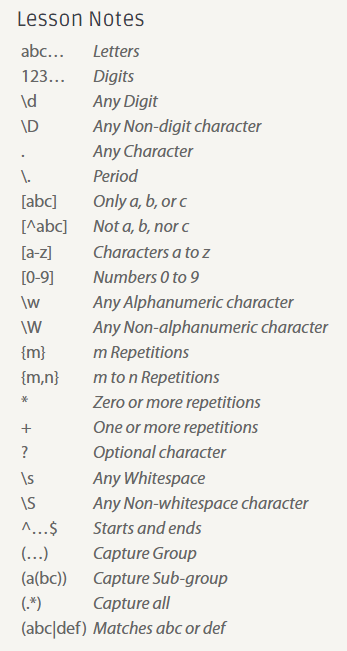 Lesson Notes
abc… Letters
123… Digits
\d Any Digit
\D Any Non-digit character
. Any Character
\. Period
[abc] Only a, b, or c
[^abc] Not a, b, nor c
[a-z] Characters a to z
[0-9] Numbers 0 to 9
\w Any Alphanumeric character
\W Any Non-alphanumeric character
{m} m Repetitions
{m,n} m to n Repetitions
* Zero or more repetitions
+ One or more repetitions
? Optional character
\s Any Whitespace
\S Any Non-whitespace character
^…$ Starts and ends
(…) Capture Group
(a(bc)) Capture Sub-group
(.*) Capture all
(abc|def) Matches abc or def